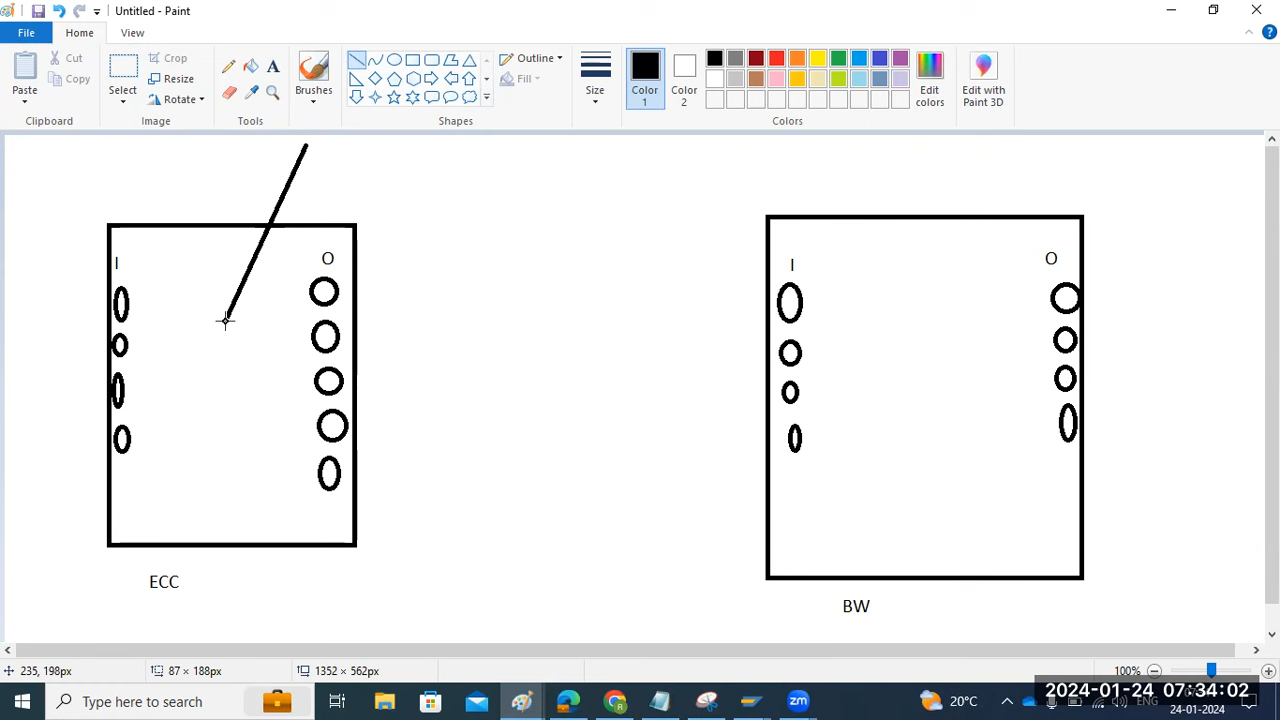 Untitled - Paint
File
Home
View
Paste
Cut
Copy
Clipboard
Select
Crop
Resize
Rotate
Image
A
Tools
Brushes
Outline
Fill
Shapes
Size
Color
1
Color
2
Colors
Edit
colors
Edit with
Paint 3D
I
O
ECC
I
O
BW
235, 198px
87 × 188px
1352 × 562px
100%
Type here to search
R
zm
20°C
ENG
2024-01-24 07:34:02
24-01-2024